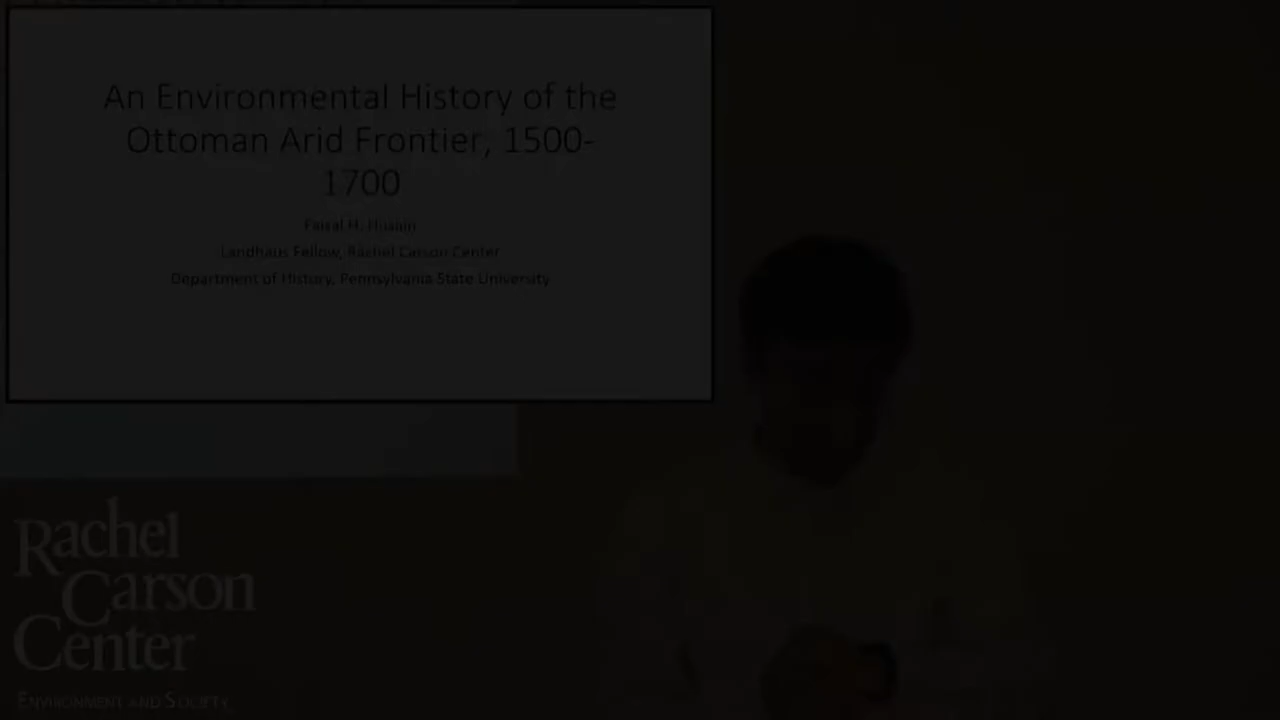 An Environmental History of the
Ottoman Arid Frontier, 1500-
1700
Faisal H. Husain
Landhaus Fellow, Rachel Carson Center
Department of History, Pennsylvania State University
Rachel
Carson
Center
Environment and Society